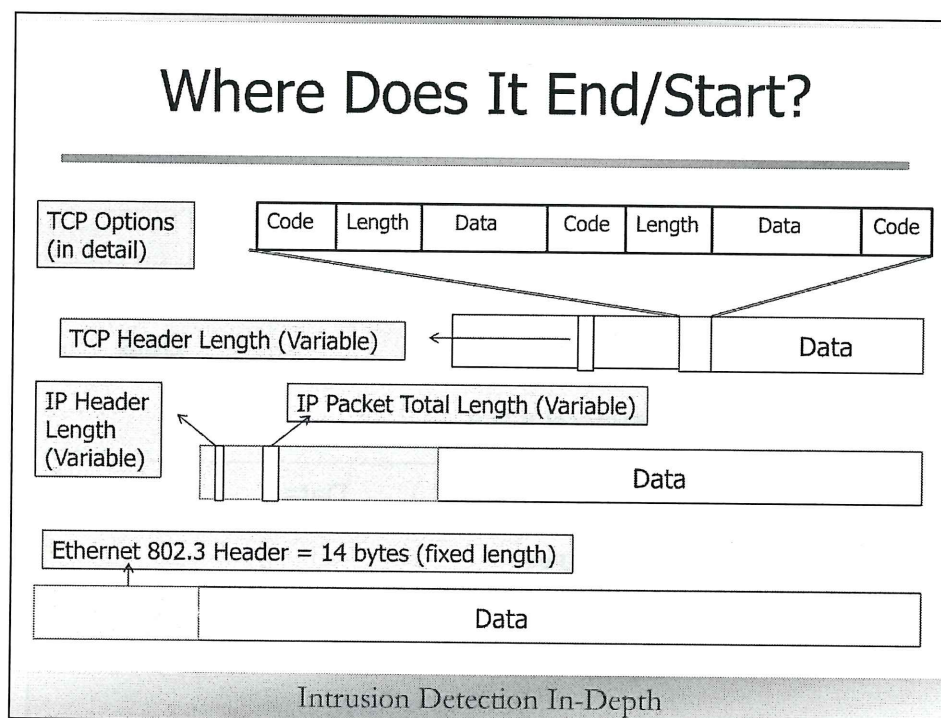 Where Does It End/Start?
TCP Options
(in detail)
Code Length Data Code Length Data Code
TCP Header Length (Variable)
Data
IP Header
Length
(Variable)
IP Packet Total Length (Variable)
Data
Ethernet 802.3 Header = 14 bytes (fixed length)
Data
Intrusion Detection In-Depth